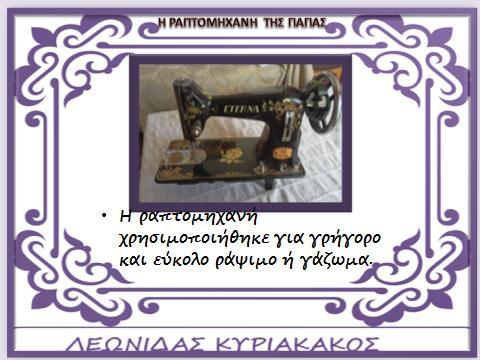 Η ΡΑΠΤΟΜΗΧΑΝΗ ΤΗΣ ΓΙΑΓΙΑΣ
ETERNA
• Η ραπτομηχανή
χρησιμοποιήθηκε για γρήγορο
και εύκολο ράψιμο ή γάζωμα.
ΛΕΩΝΙΔΑΣ ΚΥΡΙΑΚΑΚΟΣ